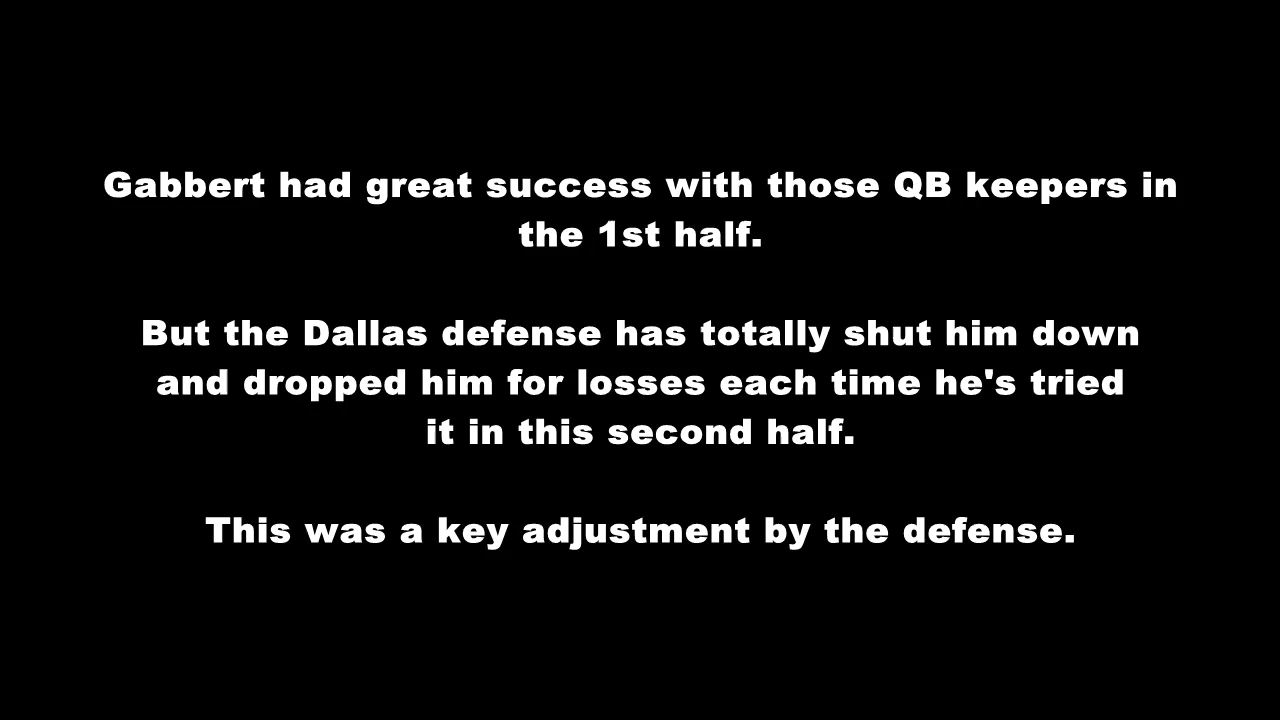 Gabbert had great success with those QB keepers in
the 1st half.
But the Dallas defense has totally shut him down
and dropped him for losses each time he's tried
it in this second half.
This was a key adjustment by the defense.